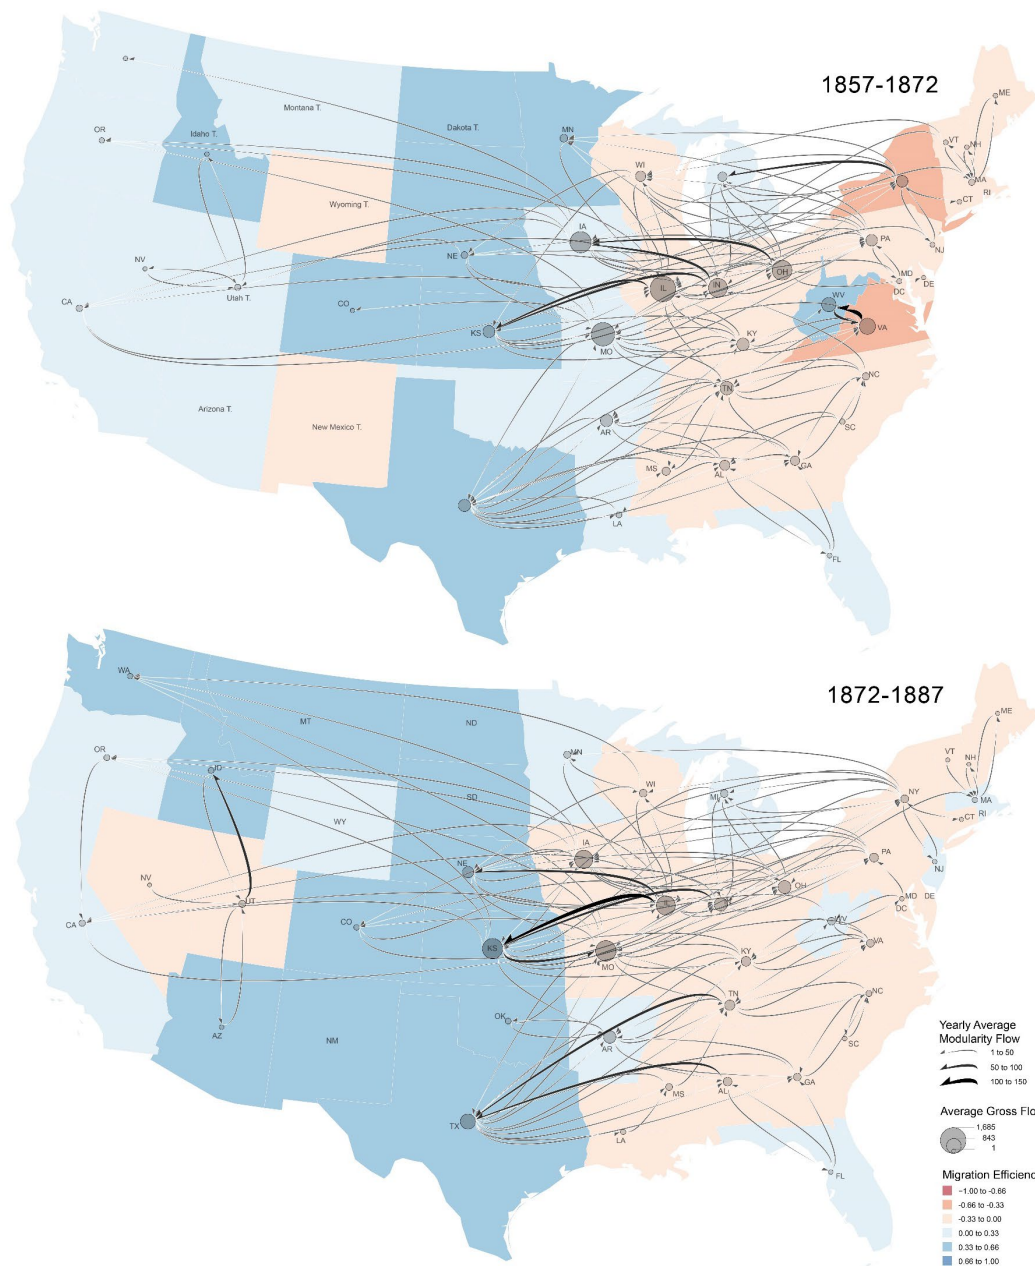 1857-1872
ME
Montana T.
OR
Idaho T.
Dakota T.
MN
VT
NH
WI
MA
RI
CT
Wyoming T.
IA
PA
NJ
NV
NE
OH
MD
DE
DC
Utah T.
CA
CO
IL
IN
WV
KS
VA
MO
KY
Arizona T.
TN
NC
New Mexico T.
AR
SC
MS
AL
GA
LA
FL
1872-1887
WA
ME
MT
ND
OR
MN
VT
NH
ID
WI
SD
MI
NY
MA
RI
CT
WY
IA
PA
NJ
NE
NV
OH
MD
DE
UT
IL
DC
CA
CO
WV
KS
VA
MO
KY
TN
NC
OK
AZ
NM
AR
SC
MS
AL
GA
TX
LA
FL
Yearly Average
Modularity Flow
1 to 50
50 to 100
100 to 150
Average Gross Flo
1,685
843
1
Migration Efficienc
-1.00 to -0.66
-0.66 to -0.33
-0.33 to 0.00
0.00 to 0.33
0.33 to 0.66
0.66 to 1.00